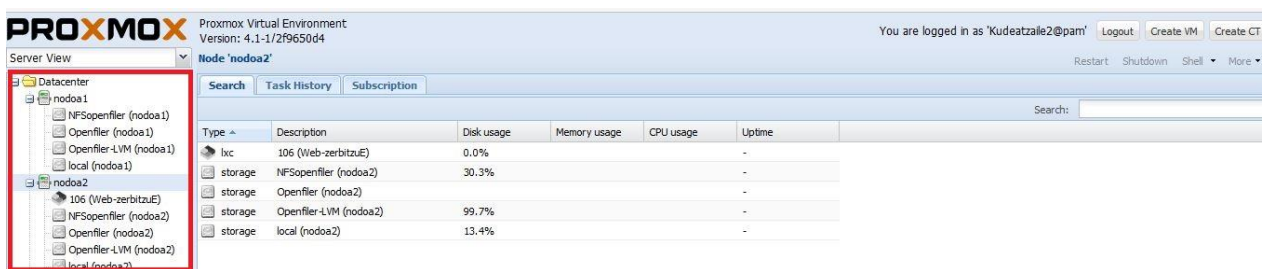 PROXMOX Proxmox Virtual Environment
Version: 4.1-1/2f9650d4
You are logged in as 'Kudeatzaile2@pam' Logout Create VM Create CT
Server View
Node 'nodoa2'
Restart Shutdown Shell More
Datacenter
nodoa1
NFSopenfiler (nodoa1)
Openfiler (nodoa1)
Openfiler-LVM (nodoa1)
local (nodoa1)
nodoa2
106 (Web-zerbitzuE)
NFSopenfiler (nodoa2)
Openfiler (nodoa2)
Openfiler-LVM (nodoa2)
local (nodoa2)
Search Task History Subscription
Search:
Type Description Disk usage Memory usage CPU usage Uptime
lxc 106 (Web-zerbitzuE) 0.0% -
storage NFSopenfiler (nodoa2) 30.3% -
storage Openfiler (nodoa2) -
storage Openfiler-LVM (nodoa2) 99.7% -
storage local (nodoa2) 13.4% -